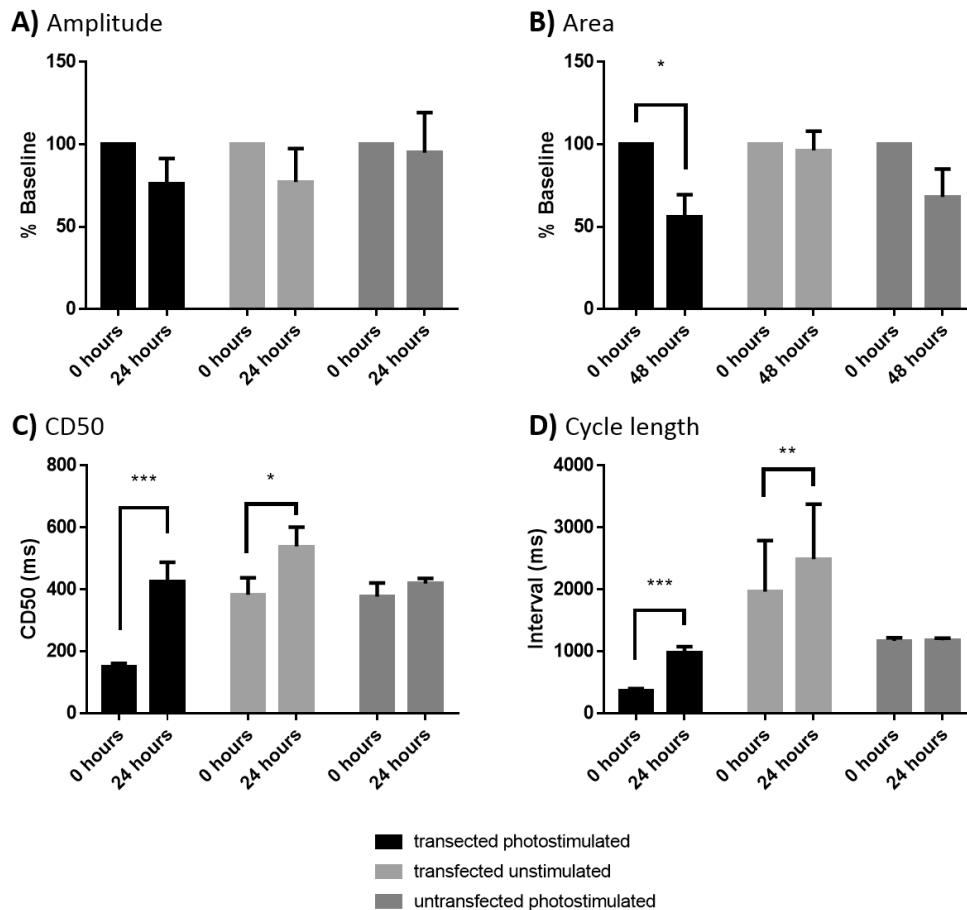 A) Amplitude
% Baseline
150
100
50
0
0 hours
24 hours
0 hours
24 hours
0 hours
24 hours
B) Area
% Baseline
150
100
50
0
*
0 hours
48 hours
0 hours
48 hours
0 hours
48 hours
C) CD50
CD50 (ms)
800
600
400
200
0
***
*
0 hours
24 hours
0 hours
24 hours
0 hours
24 hours
D) Cycle length
Interval (ms)
4000
3000
2000
1000
0
***
**
0 hours
24 hours
0 hours
24 hours
0 hours
24 hours
transected photostimulated
transfected unstimulated
untransfected photostimulated